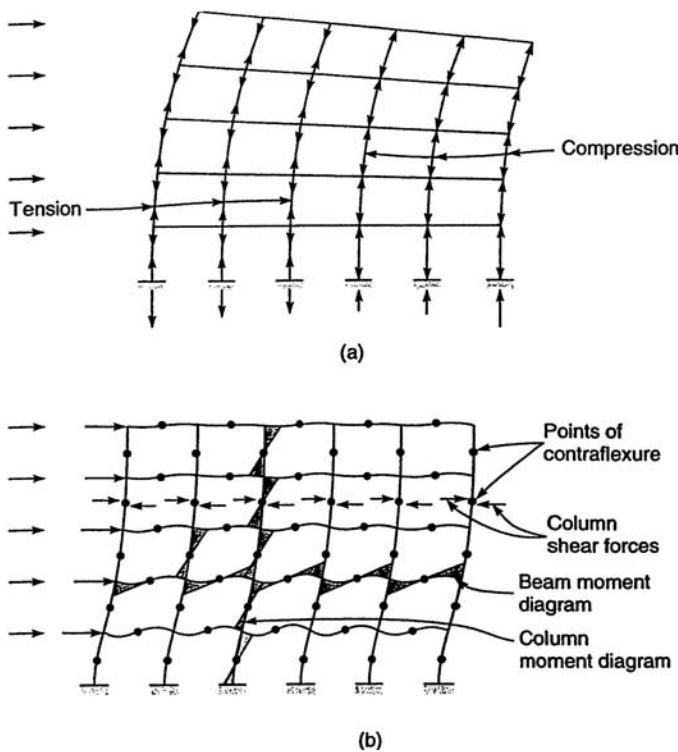 Compression
Tension
(a)
Points of
contraflexure
Column
shear forces
Beam moment
diagram
Column
moment diagram
(b)